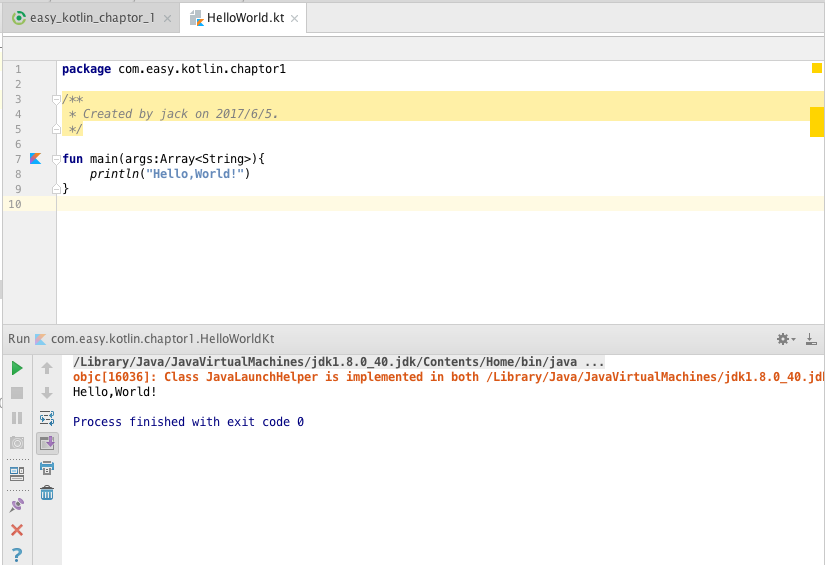 easy_kotlin_chaptor_1 HelloWorld.kt
1 package com.easy.kotlin.chaptor1
2
3 /**
4 * Created by jack on 2017/6/5.
5 */
6
7 fun main(args:Array<String>){
8 println("Hello,World!")
9 }
10
Run com.easy.kotlin.chaptor1.HelloWorldKt
/Library/Java/JavaVirtualMachines/jdk1.8.0_40.jdk/Contents/Home/bin/java ...
objc[16036]: Class JavaLaunchHelper is implemented in both /Library/Java/JavaVirtualMachines/jdk1.8.0_40.jd
Hello,World!
Process finished with exit code 0